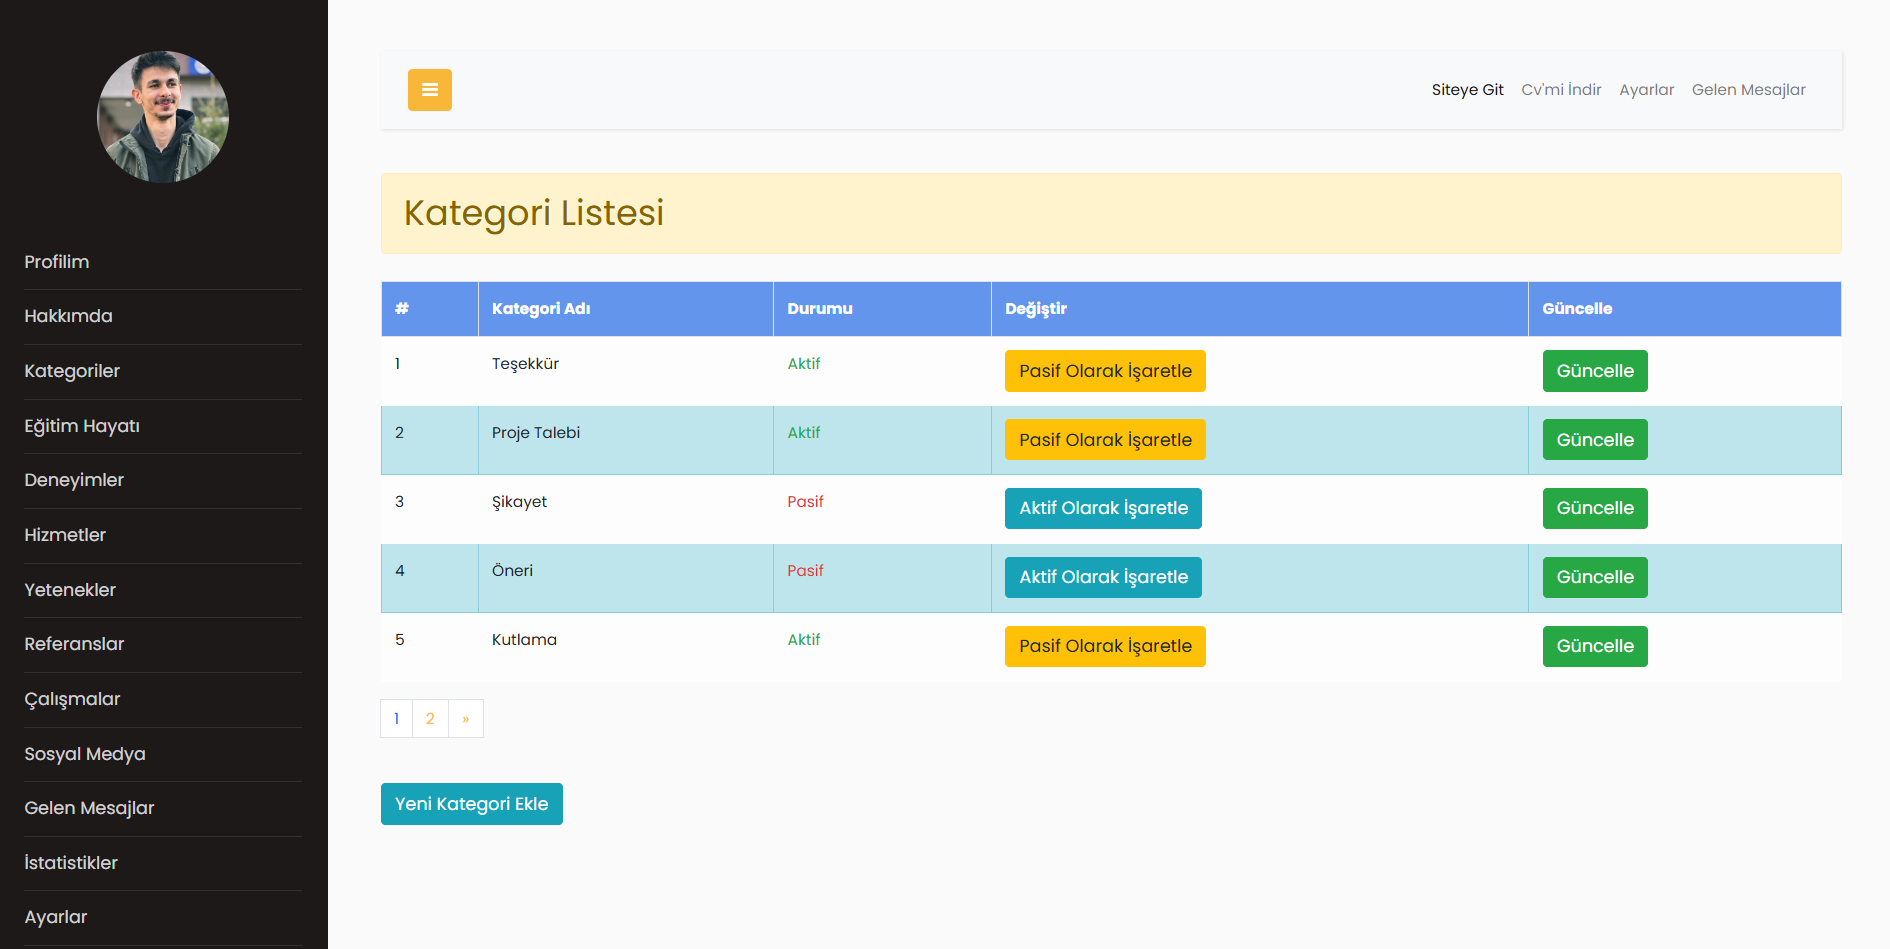 Profilim
Hakkımda
Kategoriler
Eğitim Hayatı
Deneyimler
Hizmetler
Yetenekler
Referanslar
Çalışmalar
Sosyal Medya
Gelen Mesajlar
İstatistikler
Ayarlar
Siteye Git Cv'mi İndir Ayarlar Gelen Mesajlar
Kategori Listesi
# Kategori Adı Durumu Değiştir Güncelle
1 Teşekkür Aktif Pasif Olarak İşaretle Güncelle
2 Proje Talebi Aktif Pasif Olarak İşaretle Güncelle
3 Şikayet Pasif Aktif Olarak İşaretle Güncelle
4 Öneri Pasif Aktif Olarak İşaretle Güncelle
5 Kutlama Aktif Pasif Olarak İşaretle Güncelle
1 2 »
Yeni Kategori Ekle